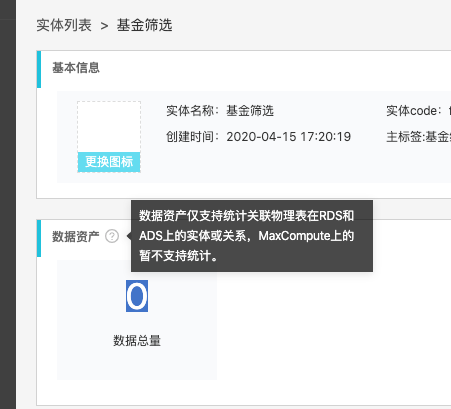 实体列表 > 基金筛选
基本信息
实体名称：基金筛选
实体code：
创建时间：2020-04-15 17:20:19
主标签:基金
更换图标
数据资产 ?
数据资产仅支持统计关联物理表在RDS和
ADS上的实体或关系，MaxCompute上的
暂不支持统计。
0
数据总量